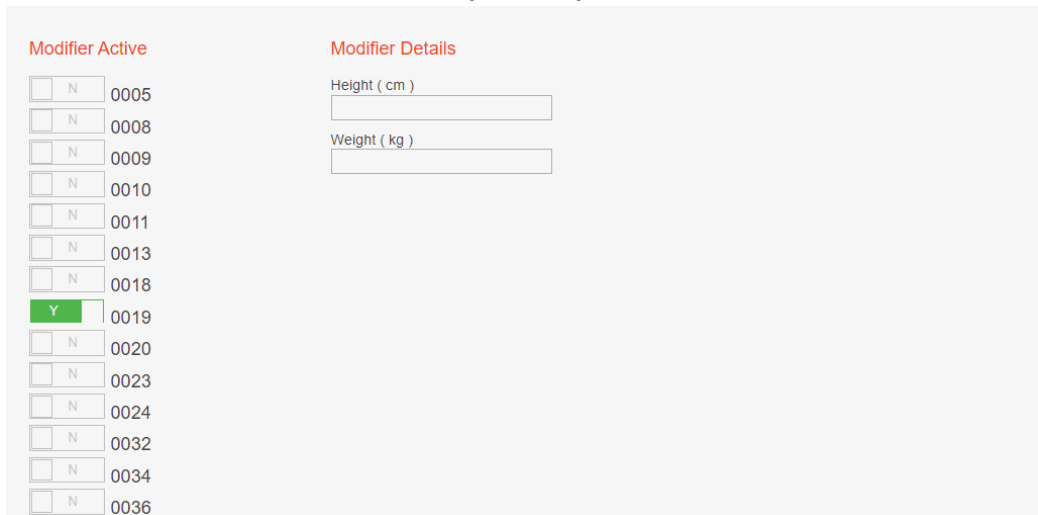 Modifier Active
N 0005
N 0008
N 0009
N 0010
N 0011
N 0013
N 0018
Y 0019
N 0020
N 0023
N 0024
N 0032
N 0034
N 0036
Modifier Details
Height ( cm )
Weight ( kg )